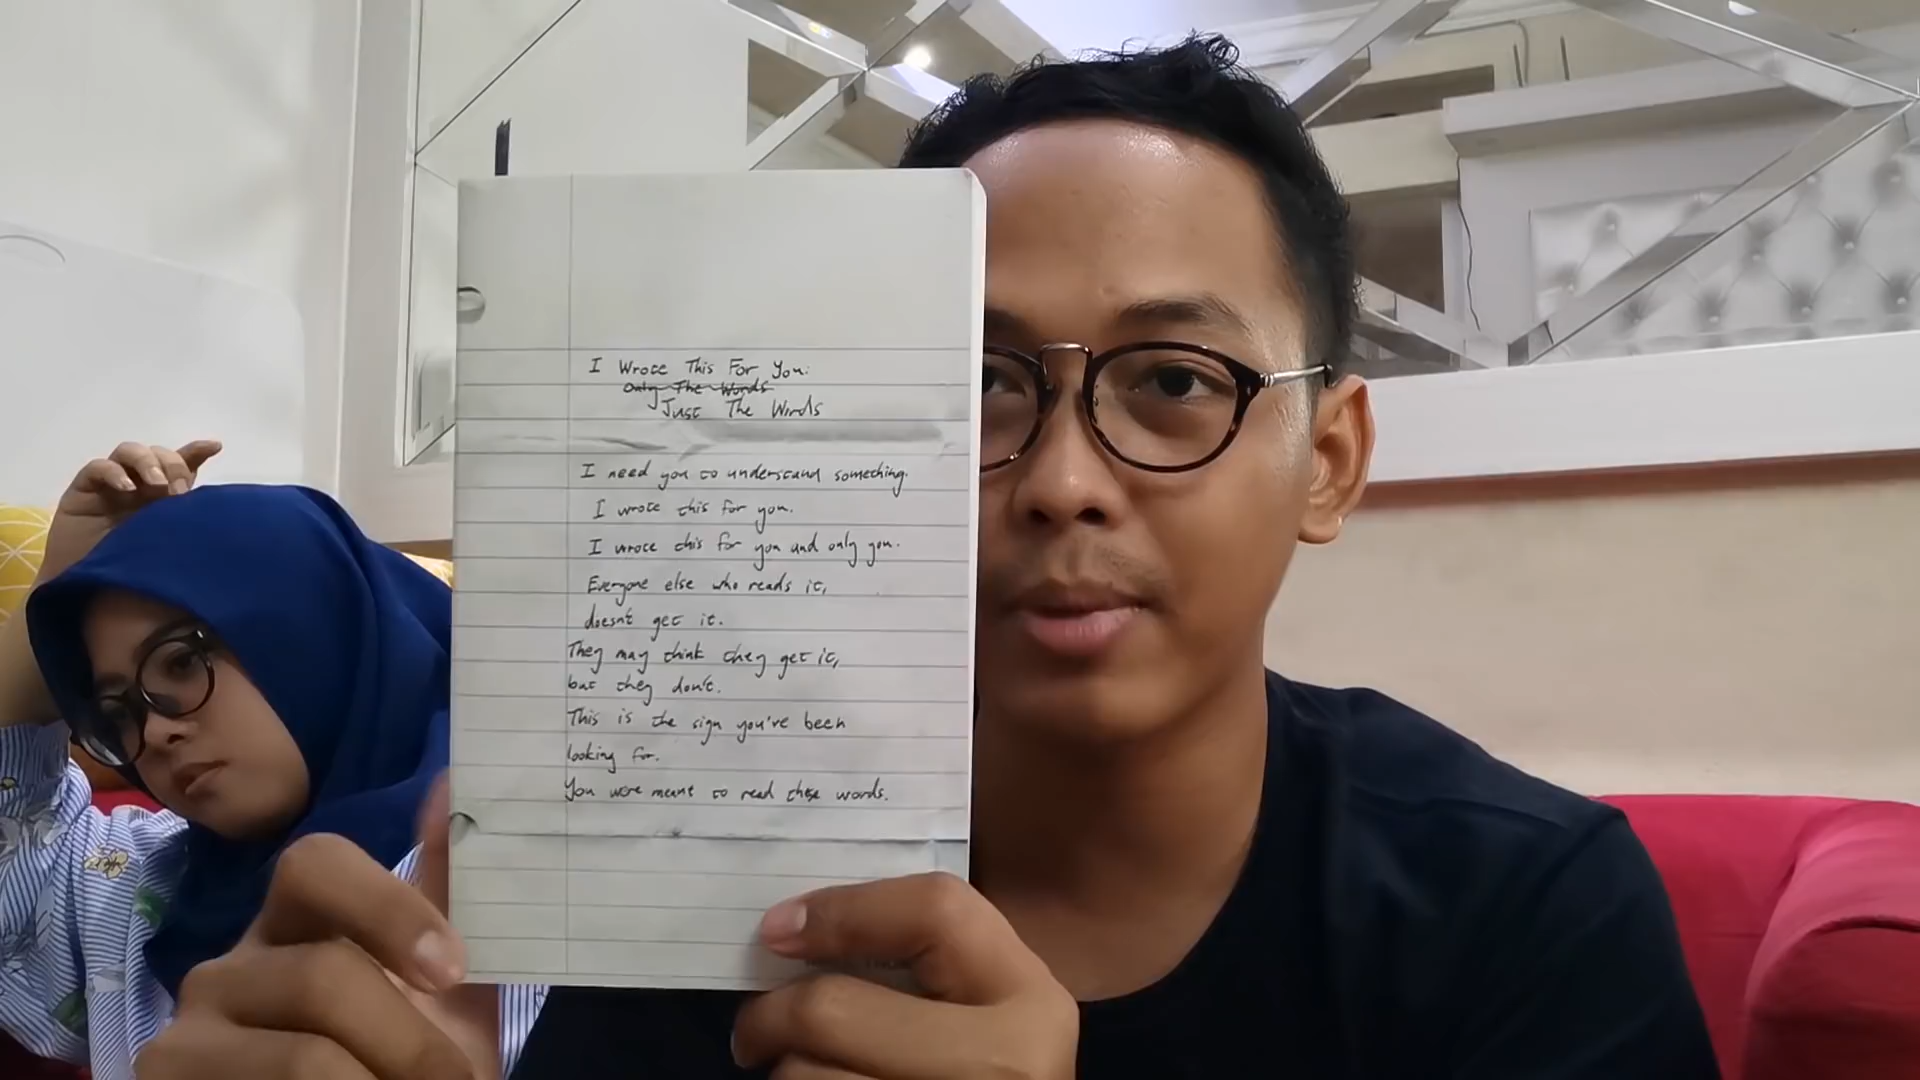 I Wrote This For You:
Only The Words
Just The Words
I need you to understand something.
I wrote this for you.
I wrote this for you and only you.
Everyone else who reads it,
doesn't get it.
They may think they get it,
but they don't.
This is the sign you've been
looking for.
You were meant to read these words.